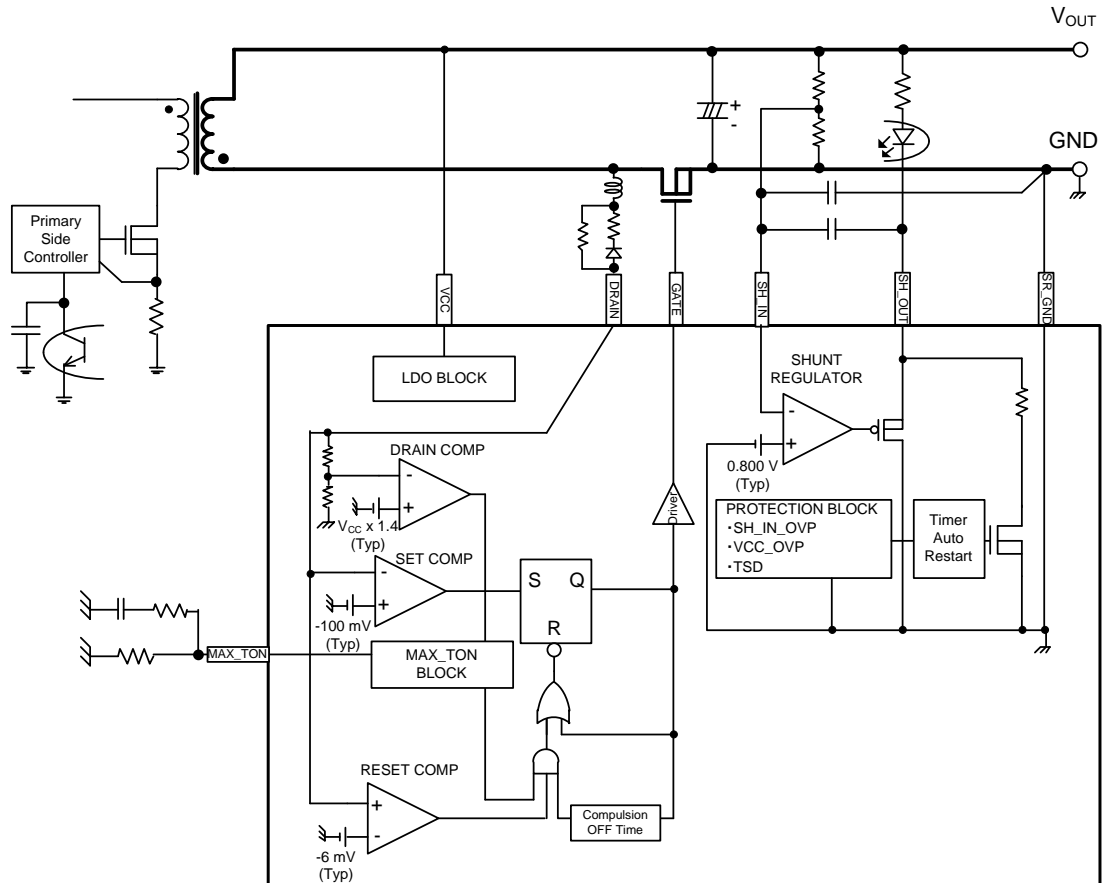 V_OUT
+
-
GND
Primary
Side
Controller
VCC
DRAIN
GATE
SH_IN
SH_OUT
SR_GND
LDO BLOCK
SHUNT
REGULATOR
-
+
0.800 V
(Typ)
DRAIN COMP
-
+
V_CC x 1.4
(Typ)
Driver
PROTECTION BLOCK
・SH_IN_OVP
・VCC_OVP
・TSD
Timer
Auto
Restart
SET COMP
-
+
-100 mV
(Typ)
S Q
R
MAX_TON
MAX_TON
BLOCK
RESET COMP
+
-
-6 mV
(Typ)
Compulsion
OFF Time